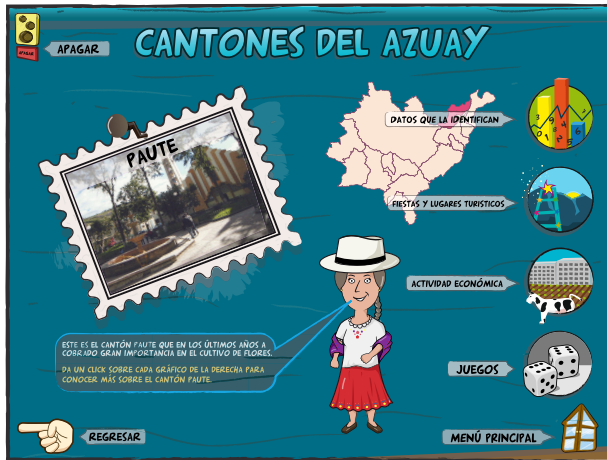 CANTONES DEL AZUAY
APAGAR
APAGAR
PAUTE
DATOS QUE LA IDENTIFICAN
FIESTAS Y LUGARES TURISTICOS
ACTIVIDAD ECONÓMICA
ESTE ES EL CANTÓN PAUTE QUE EN LOS ÚLTIMOS AÑOS A
COBRADO GRAN IMPORTANCIA EN EL CULTIVO DE FLORES.
DA UN CLICK SOBRE CADA GRÁFICO DE LA DERECHA PARA
CONOCER MÁS SOBRE EL CANTÓN PAUTE
JUEGOS
REGRESAR
MENÚ PRINCIPAL